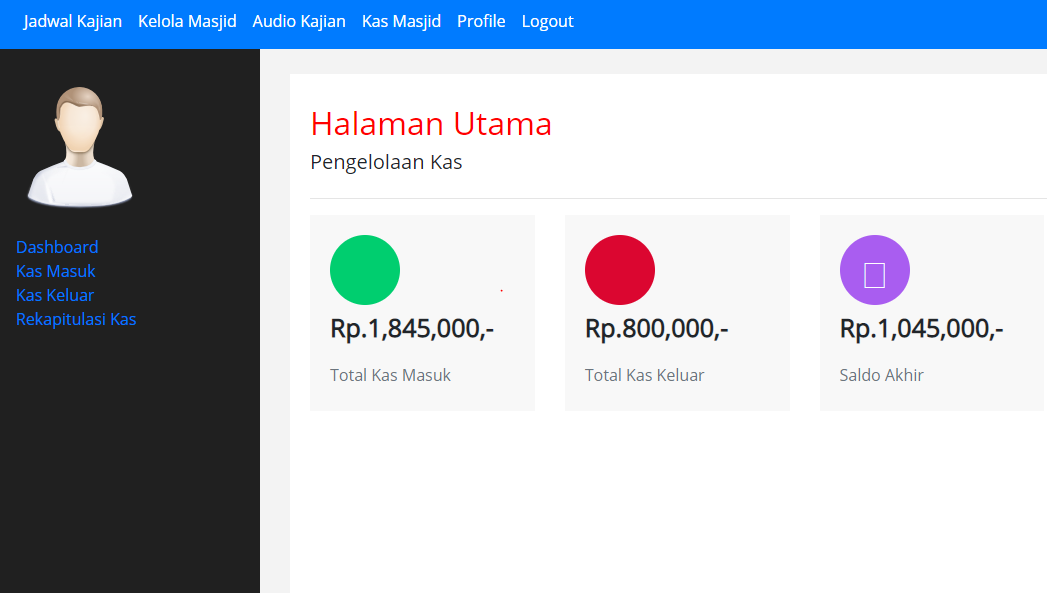 Jadwal Kajian Kelola Masjid Audio Kajian Kas Masjid Profile Logout
Dashboard
Kas Masuk
Kas Keluar
Rekapitulasi Kas
Halaman Utama
Pengelolaan Kas
Rp.1,845,000,-
Total Kas Masuk
Rp.800,000,-
Total Kas Keluar
Rp.1,045,000,-
Saldo Akhir